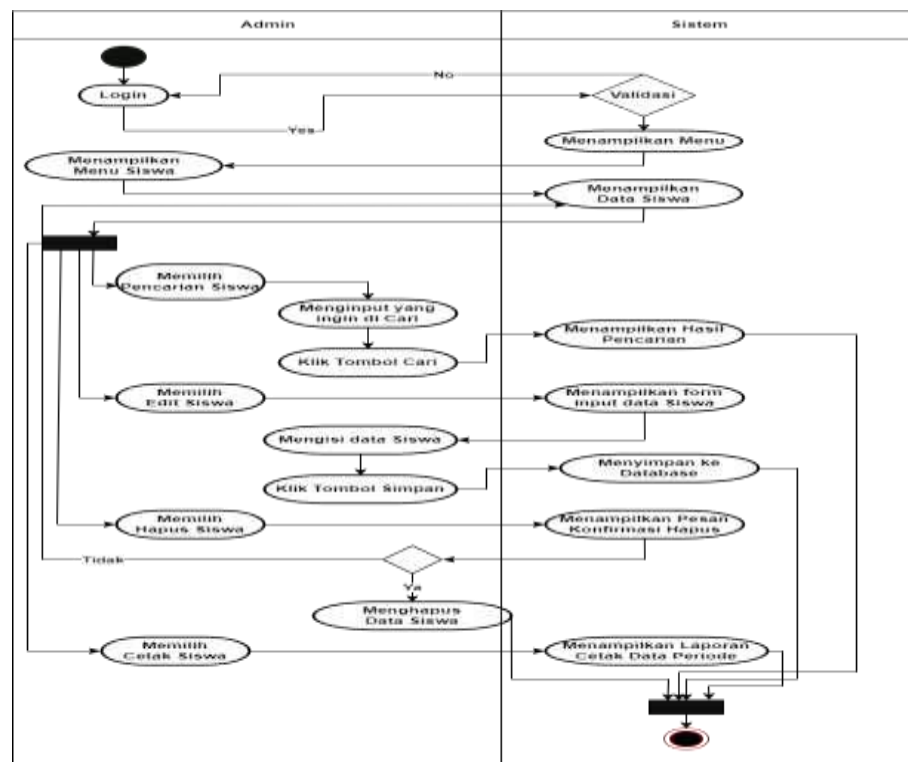 Admin
Sistem
No
Login
Validasi
Yes
Menampilkan Menu
Menampilkan
Menu Siswa
Menampilkan
Data Siswa
Memilih
Pencarian Siswa
Menginput yang
ingin di Cari
Klik Tombol Cari
Menampilkan Hasil
Pencarian
Memilih
Edit Siswa
Menampilkan form
input data Siswa
Mengisi data Siswa
Klik Tombol Simpan
Menyimpan ke
Database
Memilih
Hapus Siswa
Menampilkan Pesan
Konfirmasi Hapus
Tidak
Ya
Menghapus
Data Siswa
Memilih
Cetak Siswa
Menampilkan Laporan
Cetak Data Periode